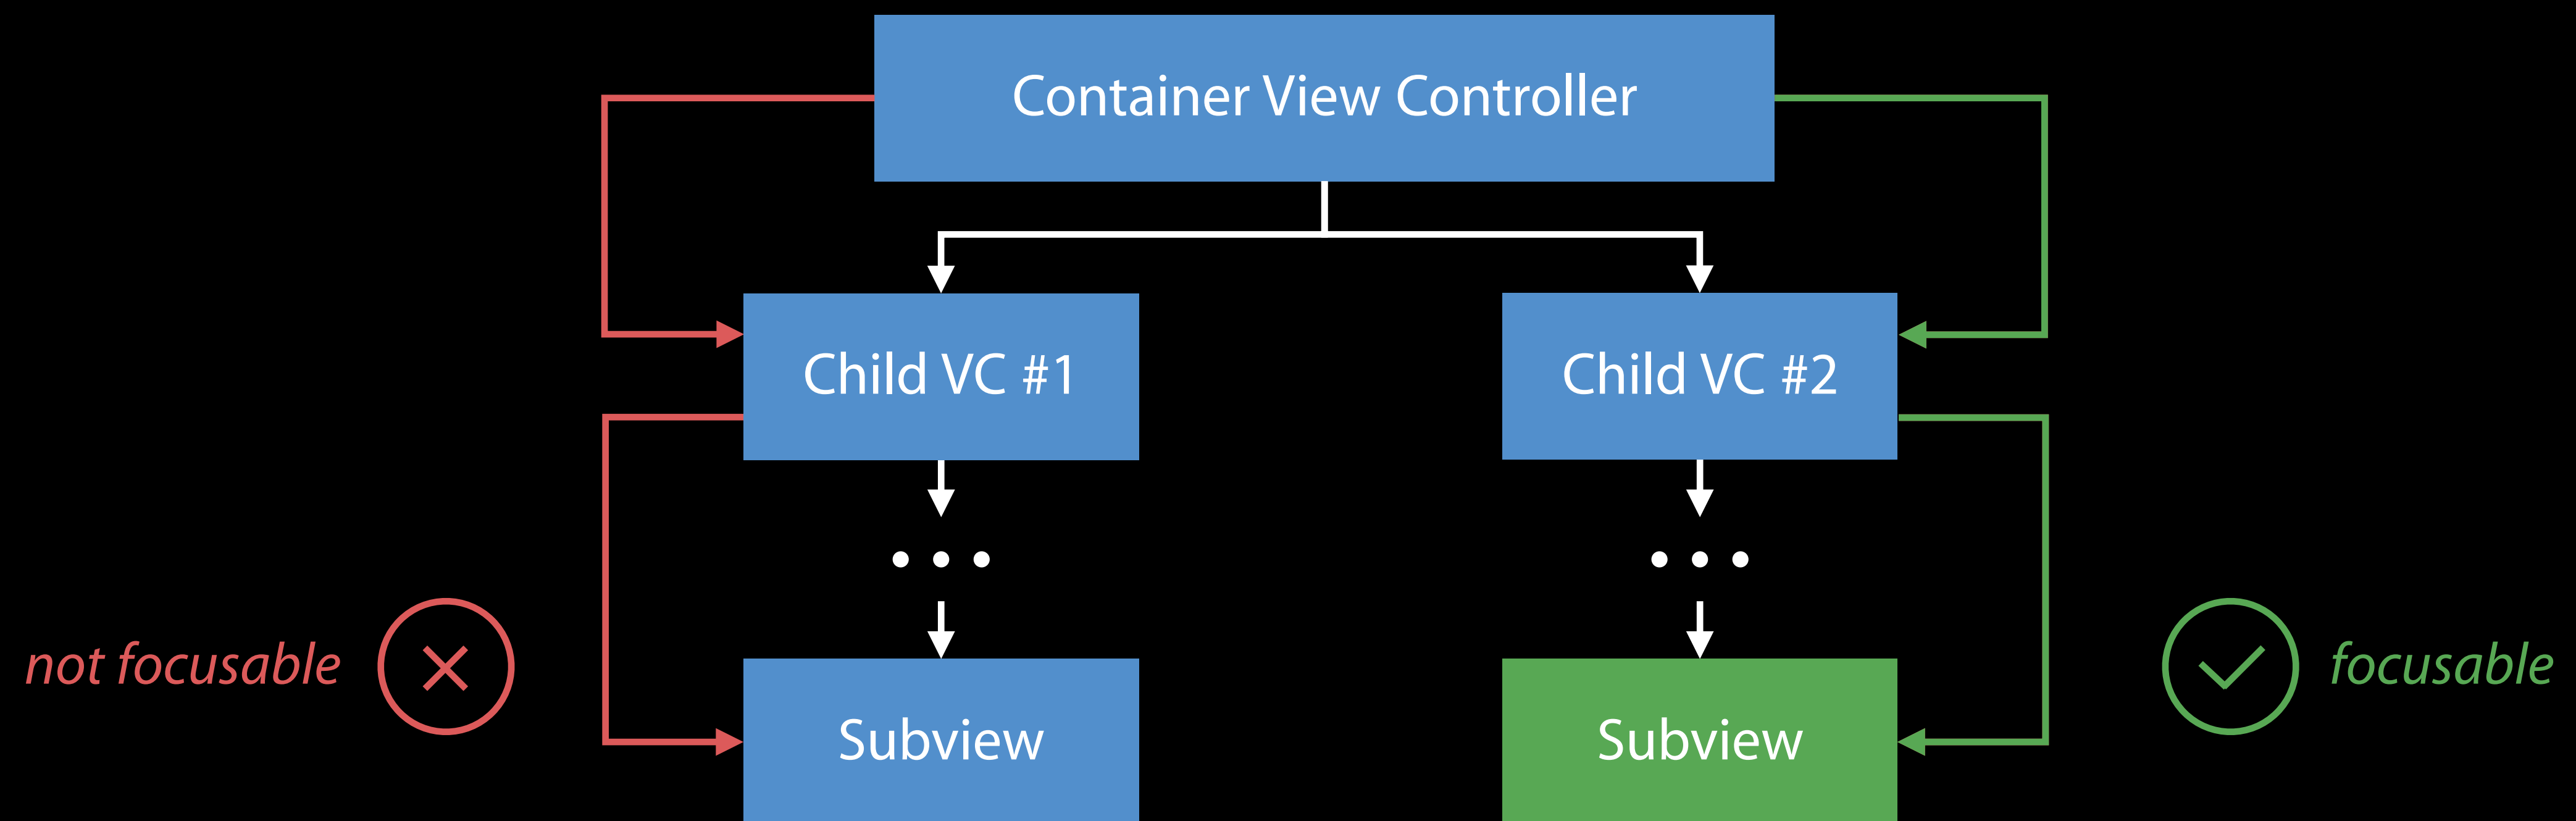 Container View Controller
Child VC #1
Child VC #2
not focusable
focusable
Subview
Subview